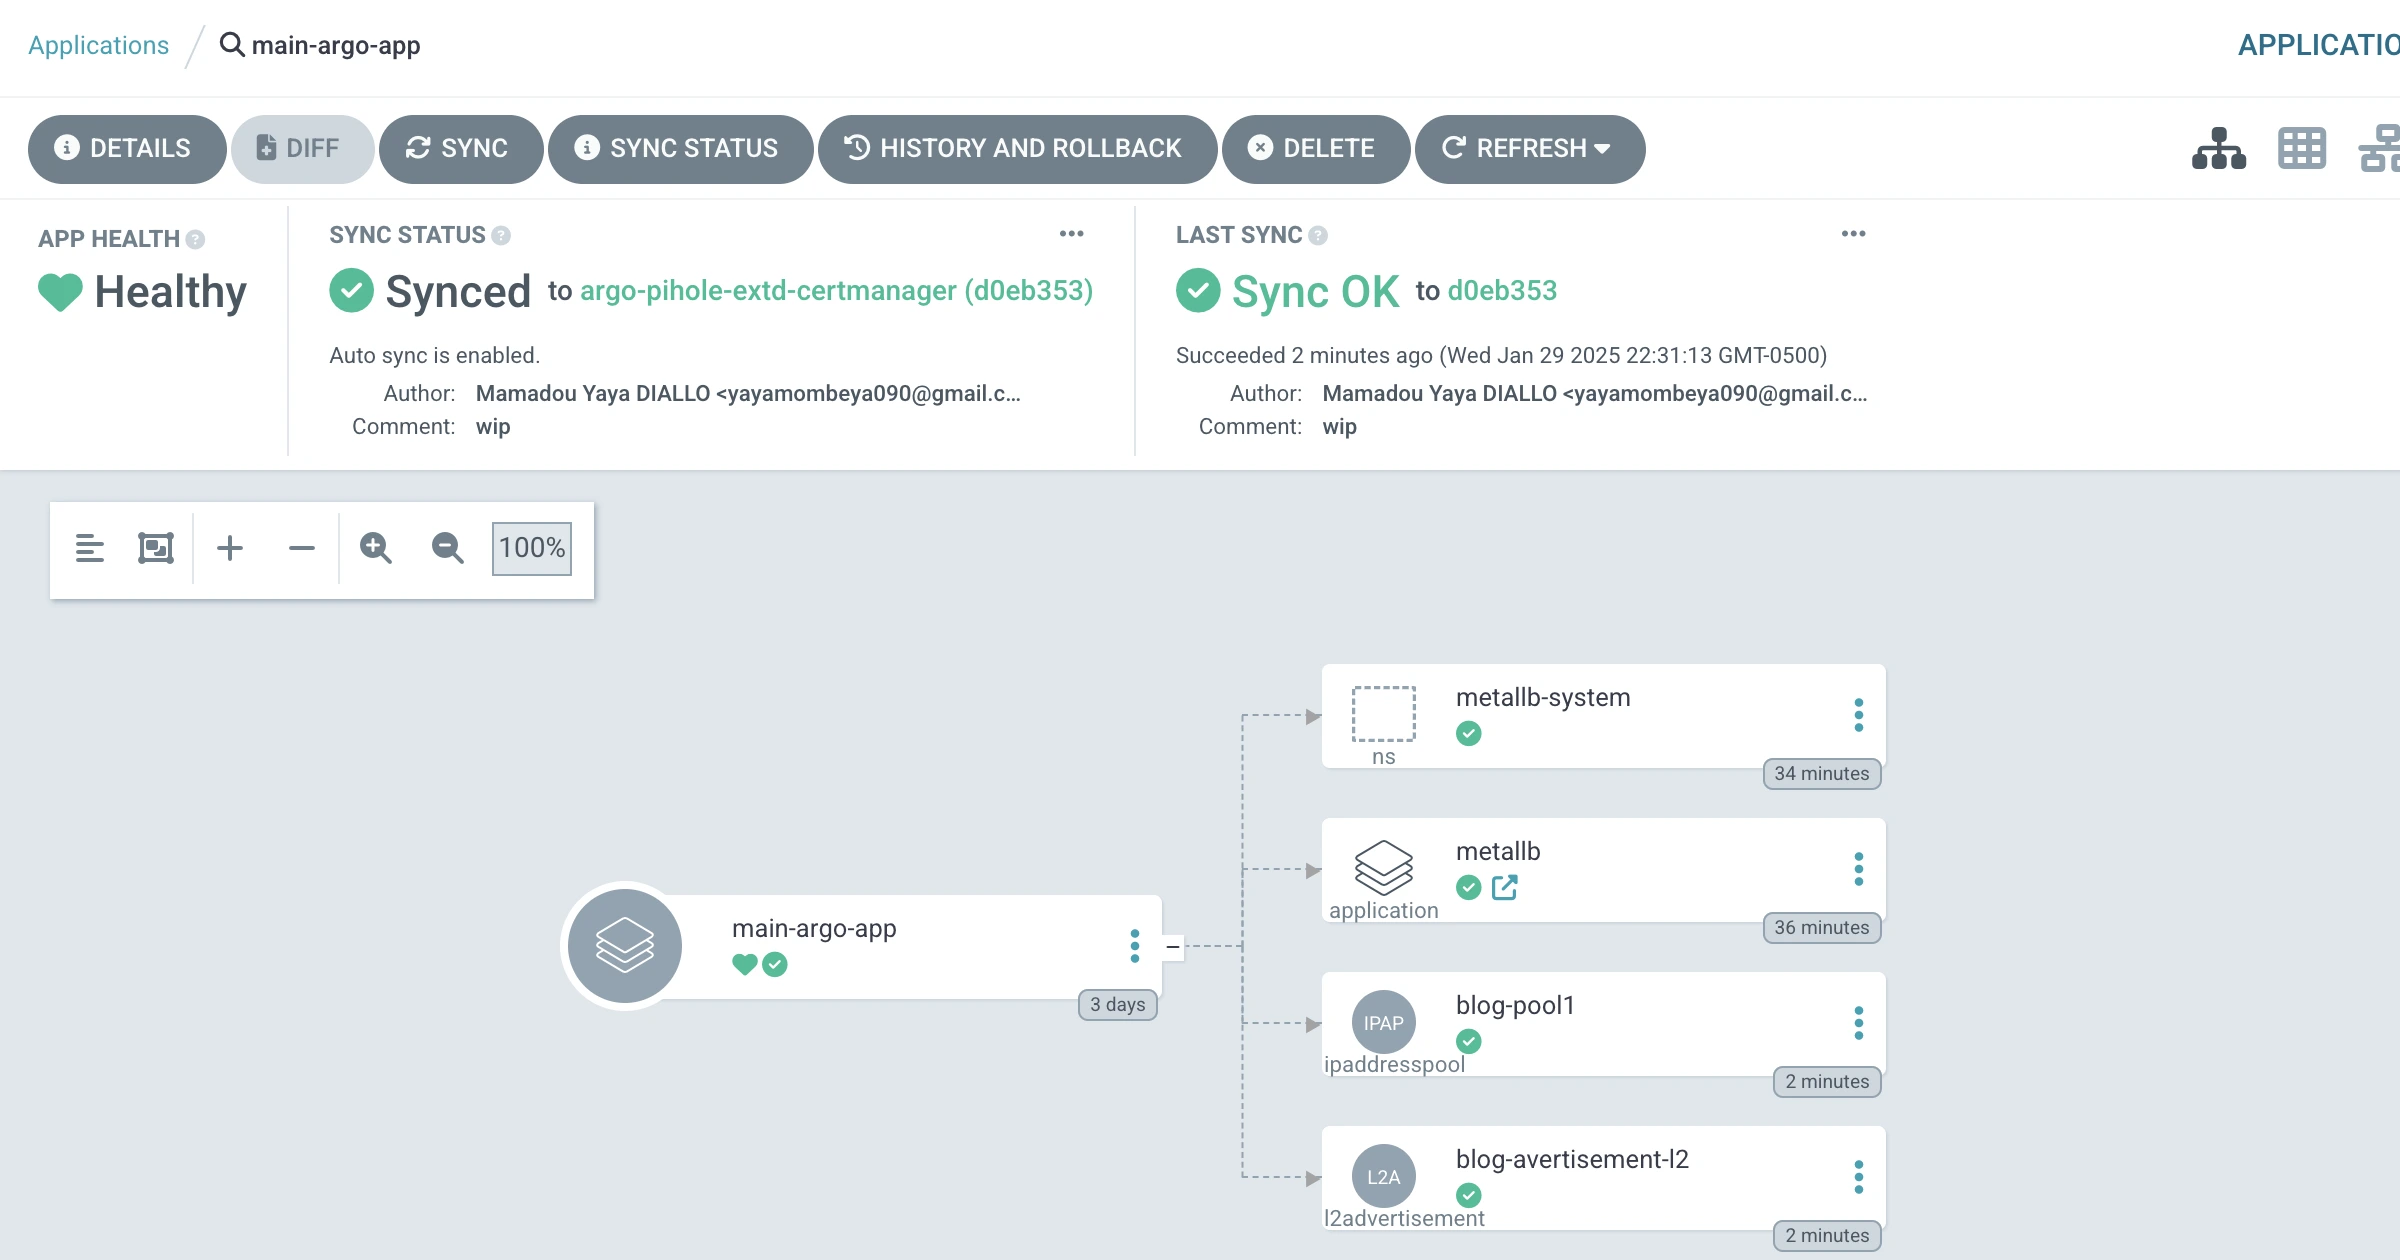 Applications / main-argo-app
APPLICATIO
DETAILS DIFF SYNC SYNC STATUS HISTORY AND ROLLBACK DELETE REFRESH
APP HEALTH
Healthy
SYNC STATUS
Synced to argo-pihole-extd-certmanager (d0eb353)
Auto sync is enabled.
Author: Mamadou Yaya DIALLO <yayamombeya090@gmail.c...
Comment: wip
LAST SYNC
Sync OK to d0eb353
Succeeded 2 minutes ago (Wed Jan 29 2025 22:31:13 GMT-0500)
Author: Mamadou Yaya DIALLO <yayamombeya090@gmail.c...
Comment: wip
100%
main-argo-app
3 days
metallb-system
ns
34 minutes
metallb
application
36 minutes
blog-pool1
IPAP
ipaddresspool
2 minutes
blog-avertisement-l2
L2A
l2advertisement
2 minutes